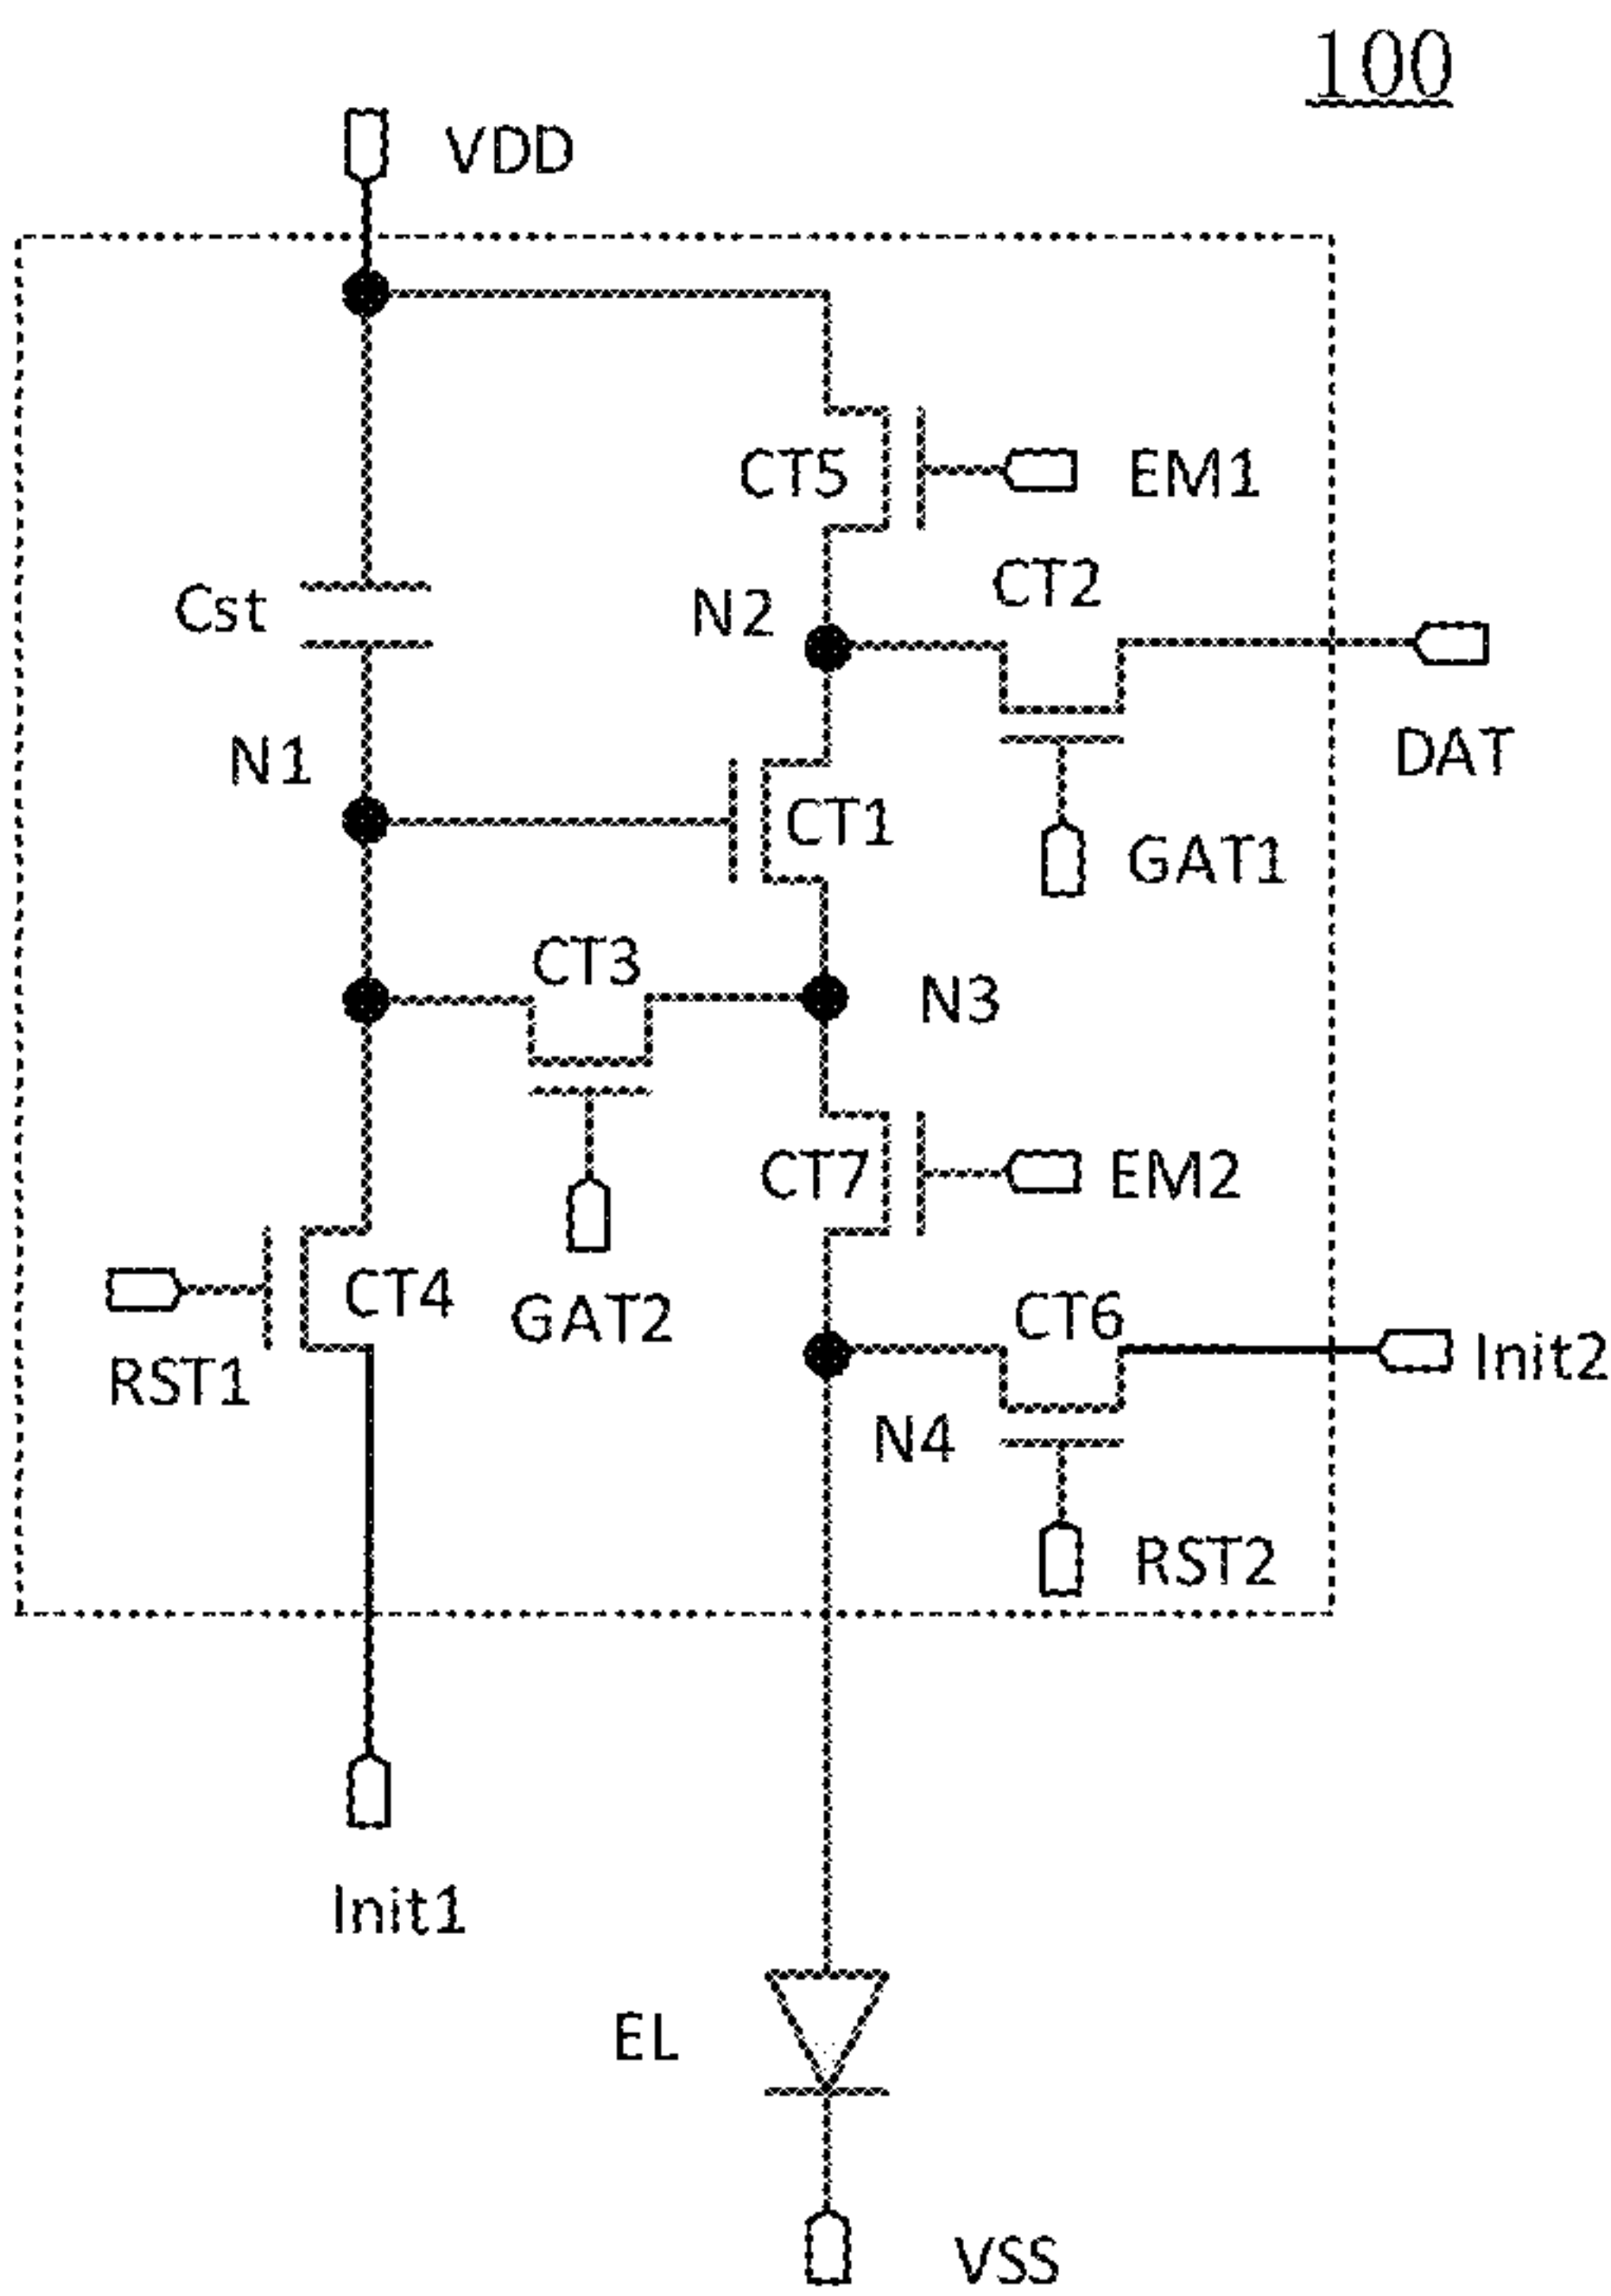 100
VDD
CT5
EM1
CT2
Cst
N2
DAT
N1
CT1
GAT1
CT3
N3
CT7
EM2
CT4
GAT2
CT6
Init2
RST1
N4
RST2
Init1
EL
VSS